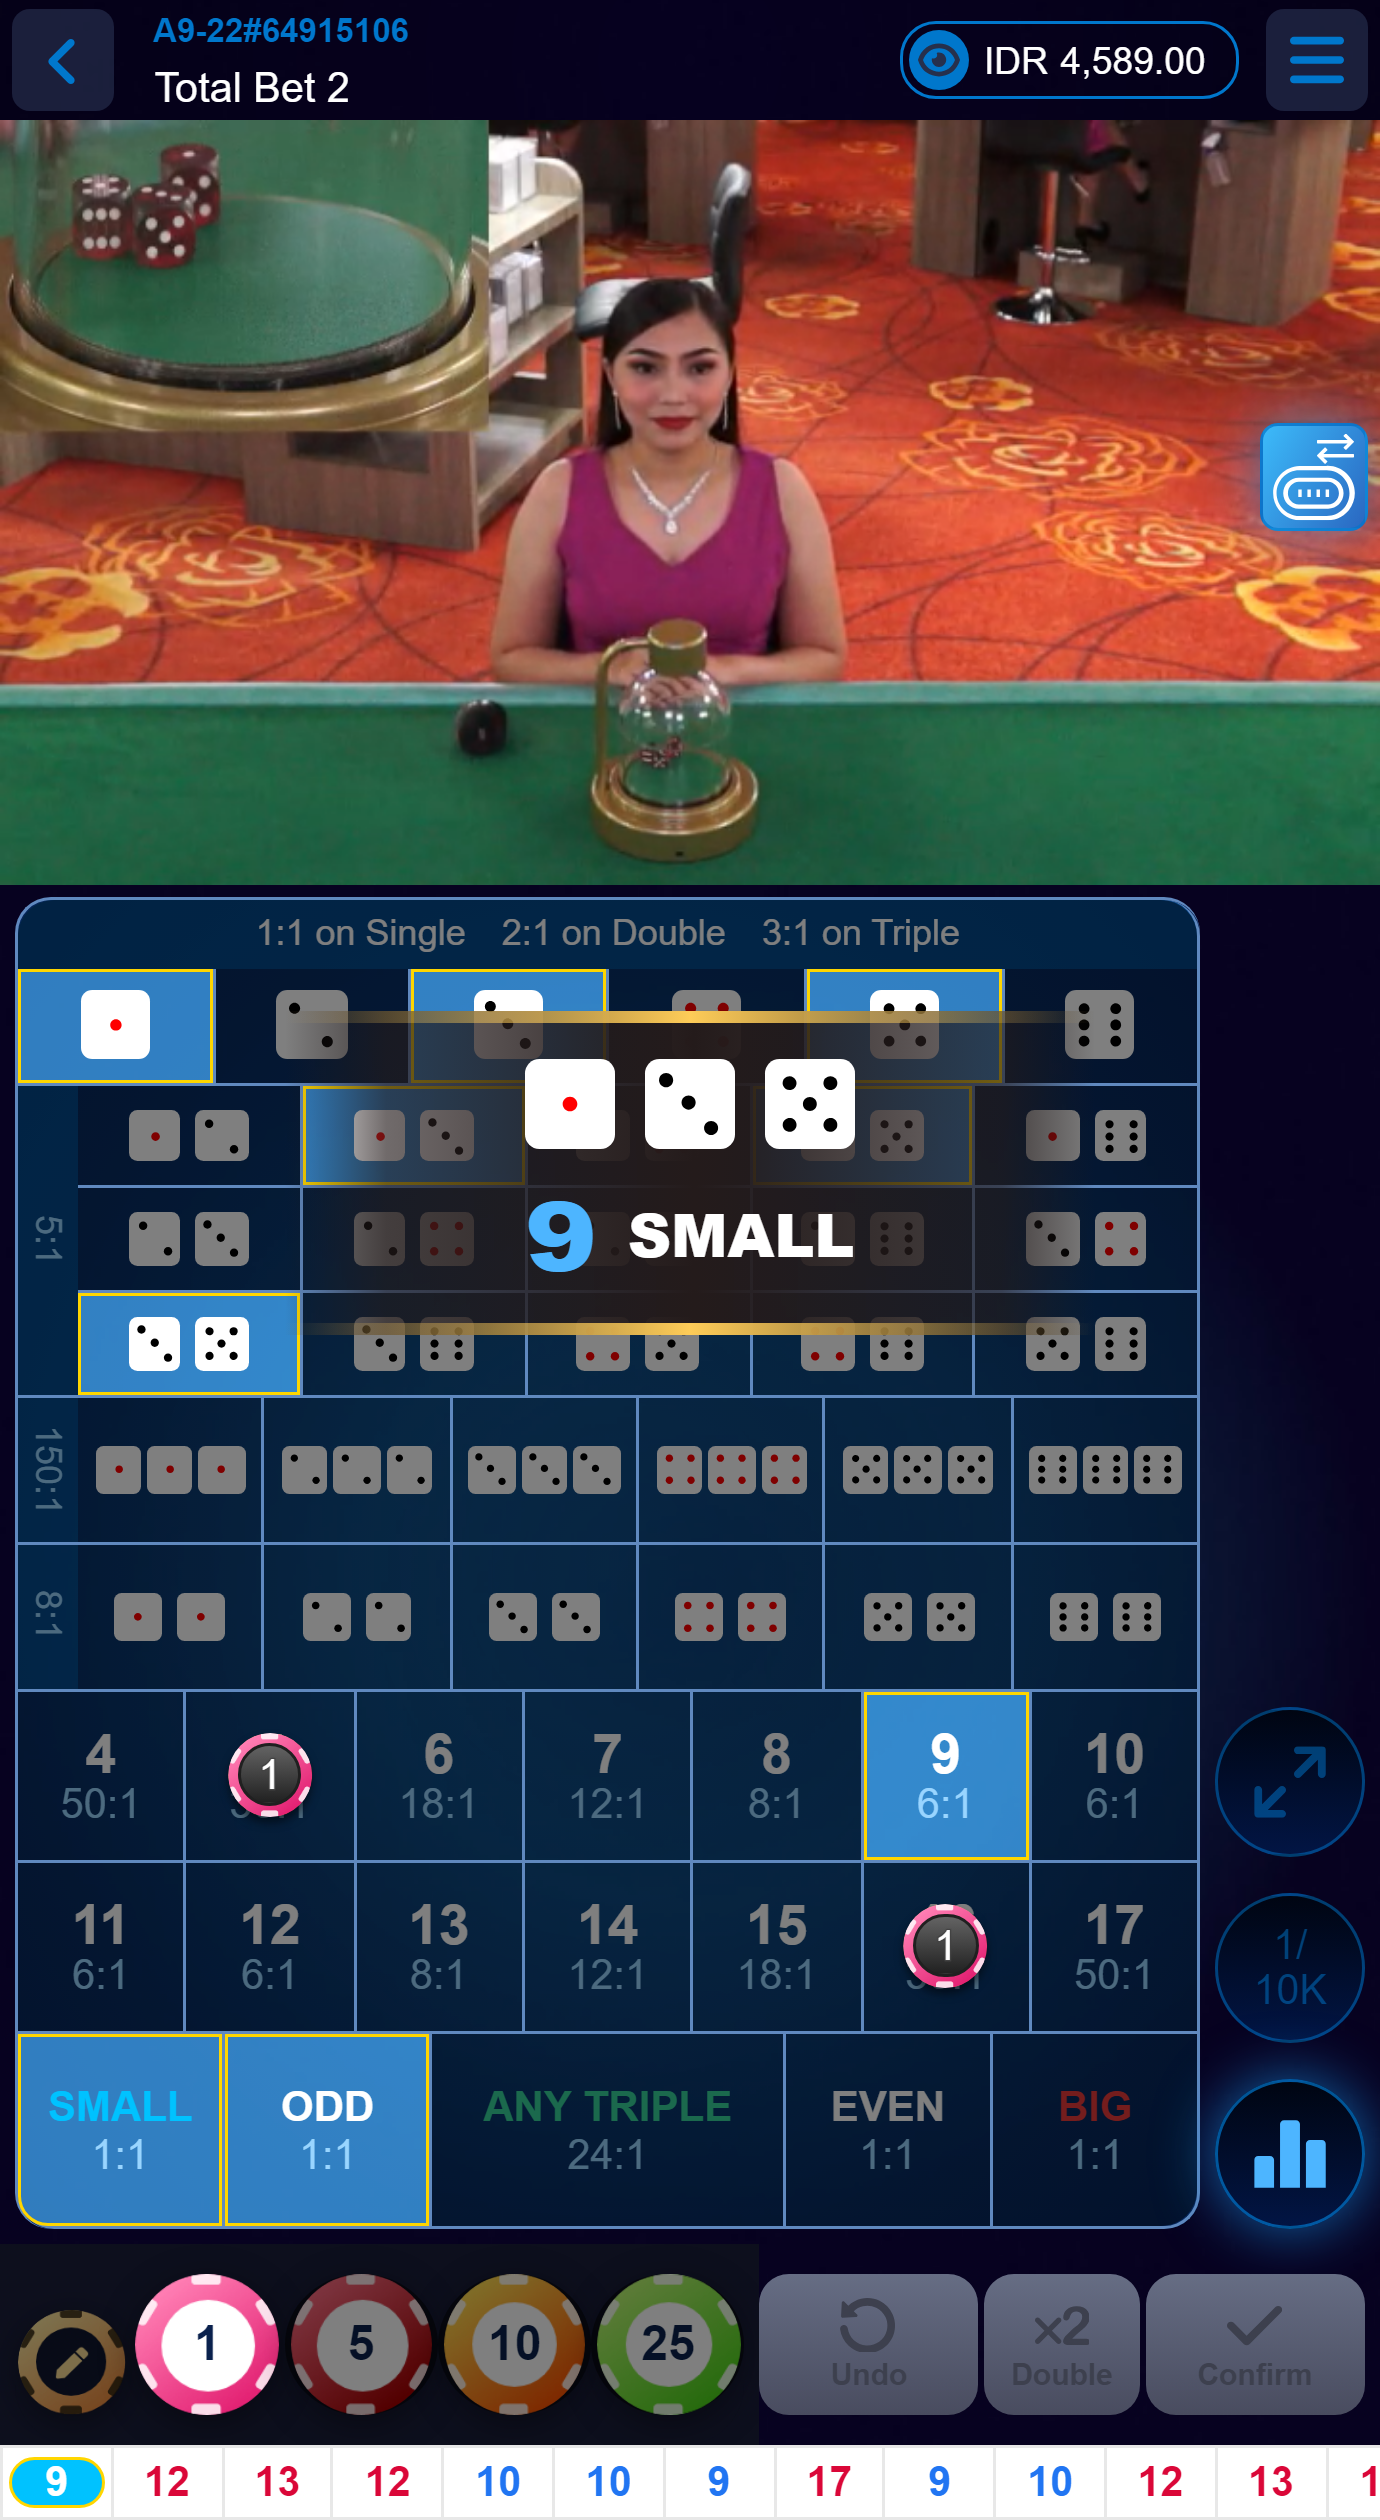 A9-22#64915106
Total Bet 2
IDR 4,589.00
1:1 on Single 2:1 on Double 3:1 on Triple
9 SMALL
5:1
150:1
8:1
4 6 7 8 9 10
50:1 18:1 12:1 8:1 6:1 6:1
1
11 12 13 14 15 17
6:1 6:1 8:1 12:1 18:1 50:1
1
1/
10K
SMALL ODD ANY TRIPLE EVEN BIG
1:1 1:1 24:1 1:1 1:1
1 5 10 25
Undo x2 Double Confirm
9 12 13 12 10 10 9 17 9 10 12 13